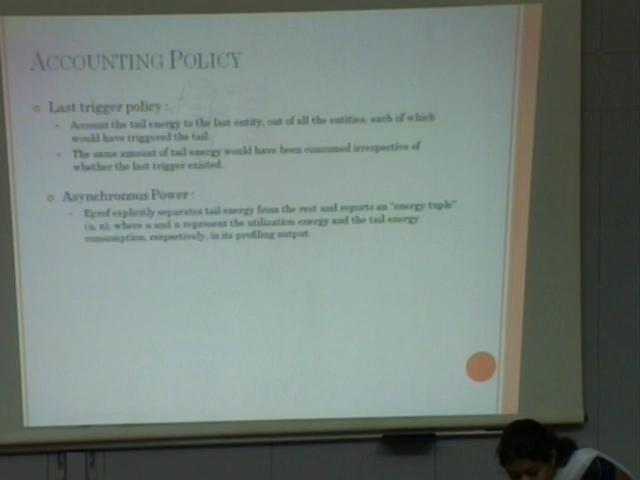 ACCOUNTING POLICY
Last trigger policy :
Account the tail energy to the last entity, out of all the entities, each of which
would have triggered the tail
The same amount of tail energy would have been consumed irrespective of
whether the last trigger existed.
Asynchronous Power :
Eprof explicitly separates tail energy from the rest and reports an "energy tuple"
(u, n), where u and n represent the utilization energy and the tail energy
consumption, respectively, in its profiling output.